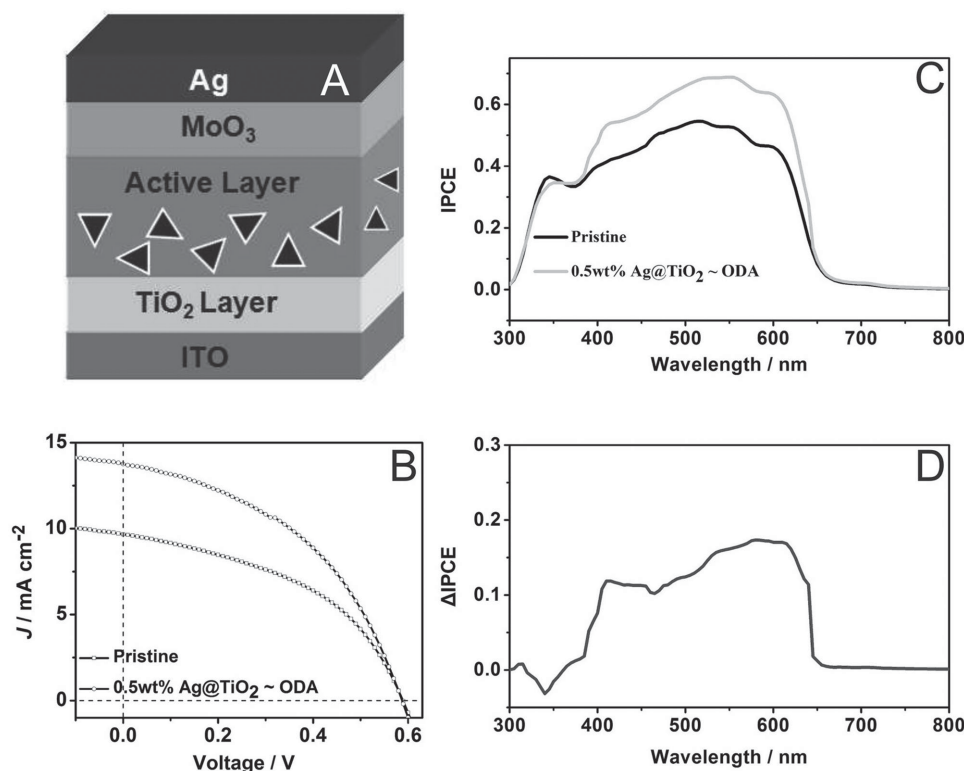 A
Ag
MoO₃
Active Layer
TiO₂ Layer
ITO
B
15
10
5
0
J / mA cm⁻²
Pristine
0.5wt% Ag@TiO₂ ~ ODA
0.0 0.2 0.4 0.6
Voltage / V
C
0.6
0.4
0.2
0.0
IPCE
Pristine
0.5wt% Ag@TiO₂ ~ ODA
300 400 500 600 700 800
Wavelength / nm
D
0.3
0.2
0.1
0.0
ΔIPCE
300 400 500 600 700 800
Wavelength / nm